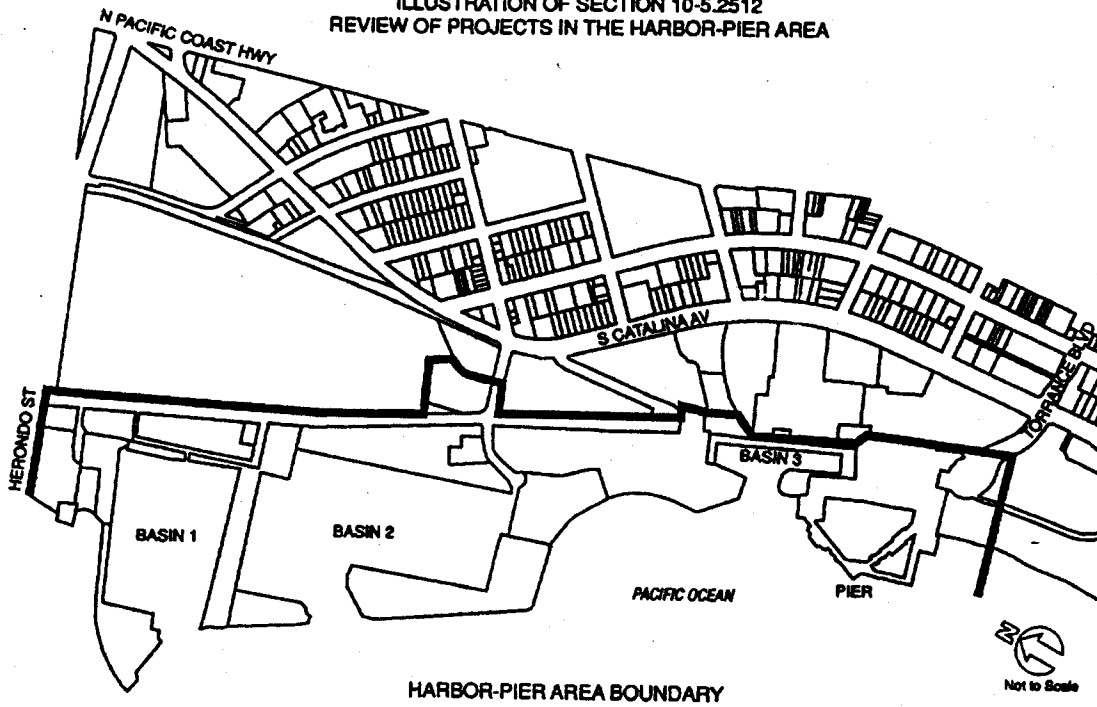 ILLUSTRATION OF SECTION 10-5.2512
REVIEW OF PROJECTS IN THE HARBOR-PIER AREA
N PACIFIC COAST HWY
S CATALINA AV
TORRANCE BLVD
HERONDO ST
BASIN 3
BASIN 1
BASIN 2
PACIFIC OCEAN
PIER
N
Not to Scale
HARBOR-PIER AREA BOUNDARY